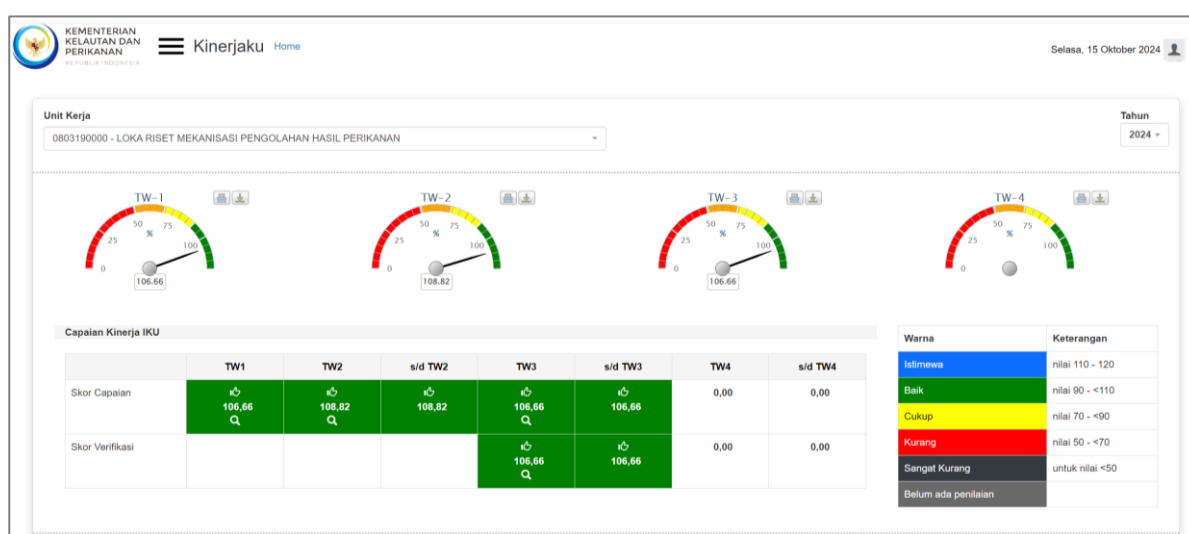 KEMENTERIAN
KELAUTAN DAN
PERIKANAN
REPUBLIK INDONESIA
Kinerjaku Home
Selasa, 15 Oktober 2024
Unit Kerja
Tahun
0803190000 - LOKA RISET MEKANISASI PENGOLAHAN HASIL PERIKANAN
2024
TW-1
0 25 50 75 100
%
106.66
TW-2
0 25 50 75 100
%
108.82
TW-3
0 25 50 75 100
%
106.66
TW-4
0 25 50 75 100
%
Capaian Kinerja IKU
TW1 TW2 s/d TW2 TW3 s/d TW3 TW4 s/d TW4
Skor Capaian 106,66 108,82 108,82 106,66 106,66 0,00 0,00
Skor Verifikasi 106,66 106,66 0,00 0,00
Warna Keterangan
Istimewa nilai 110 - 120
Baik nilai 90 - <110
Cukup nilai 70 - <90
Kurang nilai 50 - <70
Sangat Kurang untuk nilai <50
Belum ada penilaian